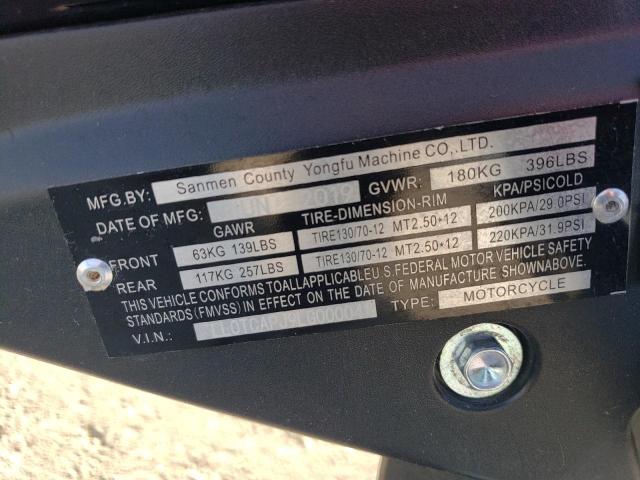 MFG.BY: Sanmen County Yongfu Machine CO,.LTD.
DATE OF MFG: 2019 GVWR: 180KG 396LBS
GAWR TIRE-DIMENSION-RIM KPA/PSICOLD
FRONT 63KG 139LBS TIRE130/70-12 MT2.50*12 200KPA/29.0PSI
REAR 117KG 257LBS TIRE130/70-12 MT2.50*12 220KPA/31.9PSI
THIS VEHICLE CONFORMS TOALLAPPLICABLEU.S.FEDERAL MOTOR VEHICLE SAFETY
STANDARDS(FMVSS) IN EFFECT ON THE DATE OF MANUFACTURE SHOWNABOVE.
V.I.N.: TYPE: MOTORCYCLE